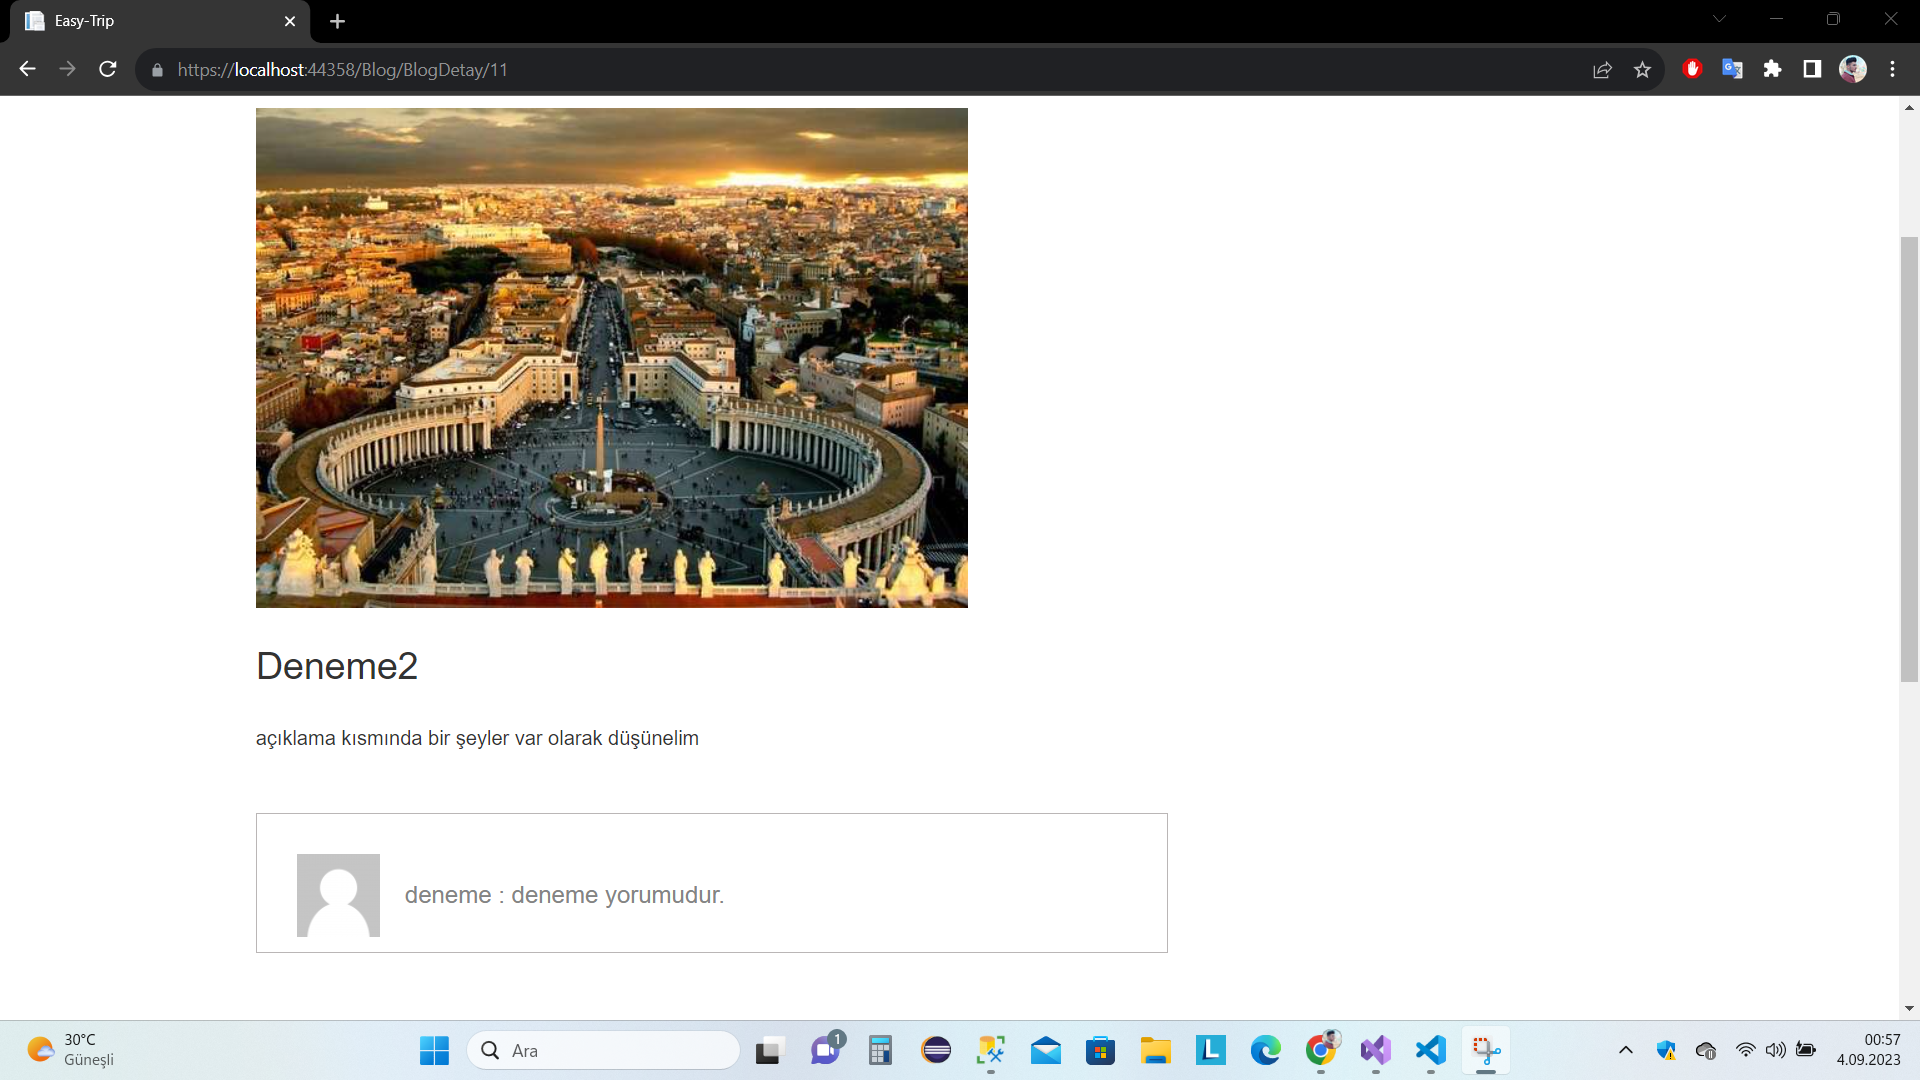 Easy-Trip
https://localhost:44358/Blog/BlogDetay/11
Deneme2
açıklama kısmında bir şeyler var olarak düşünelim
deneme : deneme yorumudur.
30°C
Güneşli
Ara
1
00:57
4.09.2023